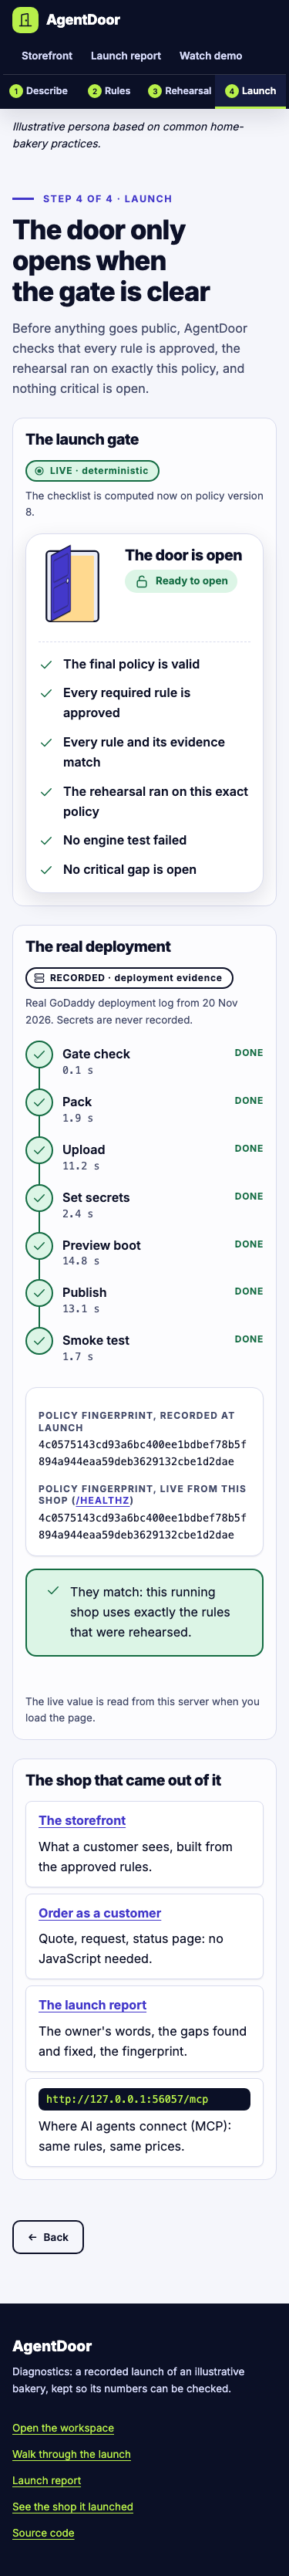 AgentDoor
Storefront Launch report Watch demo
1 Describe 2 Rules 3 Rehearsal 4 Launch
Illustrative persona based on common home-
bakery practices.
STEP 4 OF 4 · LAUNCH
The door only
opens when
the gate is clear
Before anything goes public, AgentDoor
checks that every rule is approved, the
rehearsal ran on exactly this policy, and
nothing critical is open.
The launch gate
LIVE · deterministic
The checklist is computed now on policy version
8.
The door is open
Ready to open
The final policy is valid
Every required rule is
approved
Every rule and its evidence
match
The rehearsal ran on this exact
policy
No engine test failed
No critical gap is open
The real deployment
RECORDED · deployment evidence
Real GoDaddy deployment log from 20 Nov
2026. Secrets are never recorded.
Gate check DONE
0.1 s
Pack DONE
1.9 s
Upload DONE
11.2 s
Set secrets DONE
2.4 s
Preview boot DONE
14.8 s
Publish DONE
13.1 s
Smoke test DONE
1.7 s
POLICY FINGERPRINT, RECORDED AT
LAUNCH
4c0575143cd93a6bc400ee1bdbef78b5f
894a944eaa59deb3629132cbe1d2dae
POLICY FINGERPRINT, LIVE FROM THIS
SHOP (/HEALTHZ)
4c0575143cd93a6bc400ee1bdbef78b5f
894a944eaa59deb3629132cbe1d2dae
They match: this running
shop uses exactly the rules
that were rehearsed.
The live value is read from this server when you
load the page.
The shop that came out of it
The storefront
What a customer sees, built from
the approved rules.
Order as a customer
Quote, request, status page: no
JavaScript needed.
The launch report
The owner's words, the gaps found
and fixed, the fingerprint.
http://127.0.0.1:56057/mcp
Where AI agents connect (MCP):
same rules, same prices.
← Back
AgentDoor
Diagnostics: a recorded launch of an illustrative
bakery, kept so its numbers can be checked.
Open the workspace
Walk through the launch
Launch report
See the shop it launched
Source code